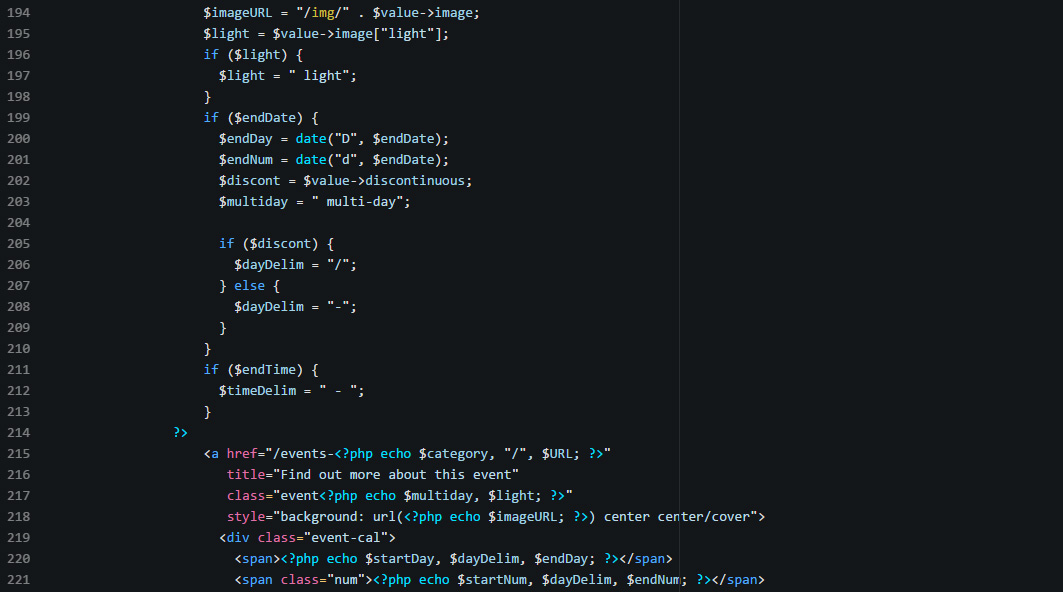 194 $imageURL = "/img/" . $value->image;
195 $light = $value->image["light"];
196 if ($light) {
197 $light = " light";
198 }
199 if ($endDate) {
200 $endDay = date("D", $endDate);
201 $endNum = date("d", $endDate);
202 $discont = $value->discontinuous;
203 $multiday = " multi-day";
204
205 if ($discont) {
206 $dayDelim = "/";
207 } else {
208 $dayDelim = "-";
209 }
210 }
211 if ($endTime) {
212 $timeDelim = " - ";
213 }
214 ?>
215 <a href="/events-<?php echo $category, "/", $URL; ?>"
216 title="Find out more about this event"
217 class="event<?php echo $multiday, $light; ?>"
218 style="background: url(<?php echo $imageURL; ?>) center center/cover">
219 <div class="event-cal">
220 <span><?php echo $startDay, $dayDelim, $endDay; ?></span>
221 <span class="num"><?php echo $startNum, $dayDelim, $endNum; ?></span>